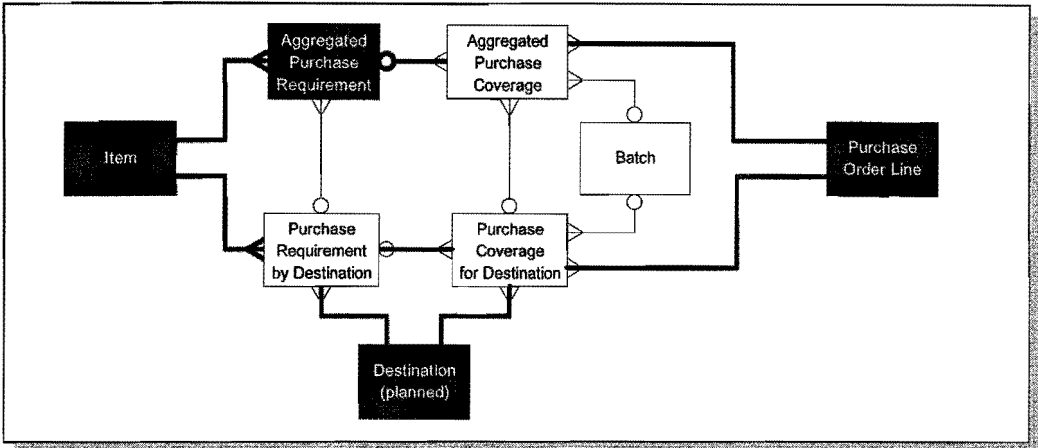 Aggregated
Purchase
Requirement
Aggregated
Purchase
Coverage
Item
Batch
Purchase
Order Line
Purchase
Requirement
by Destination
Purchase
Coverage
for Destination
Destination
(planned)